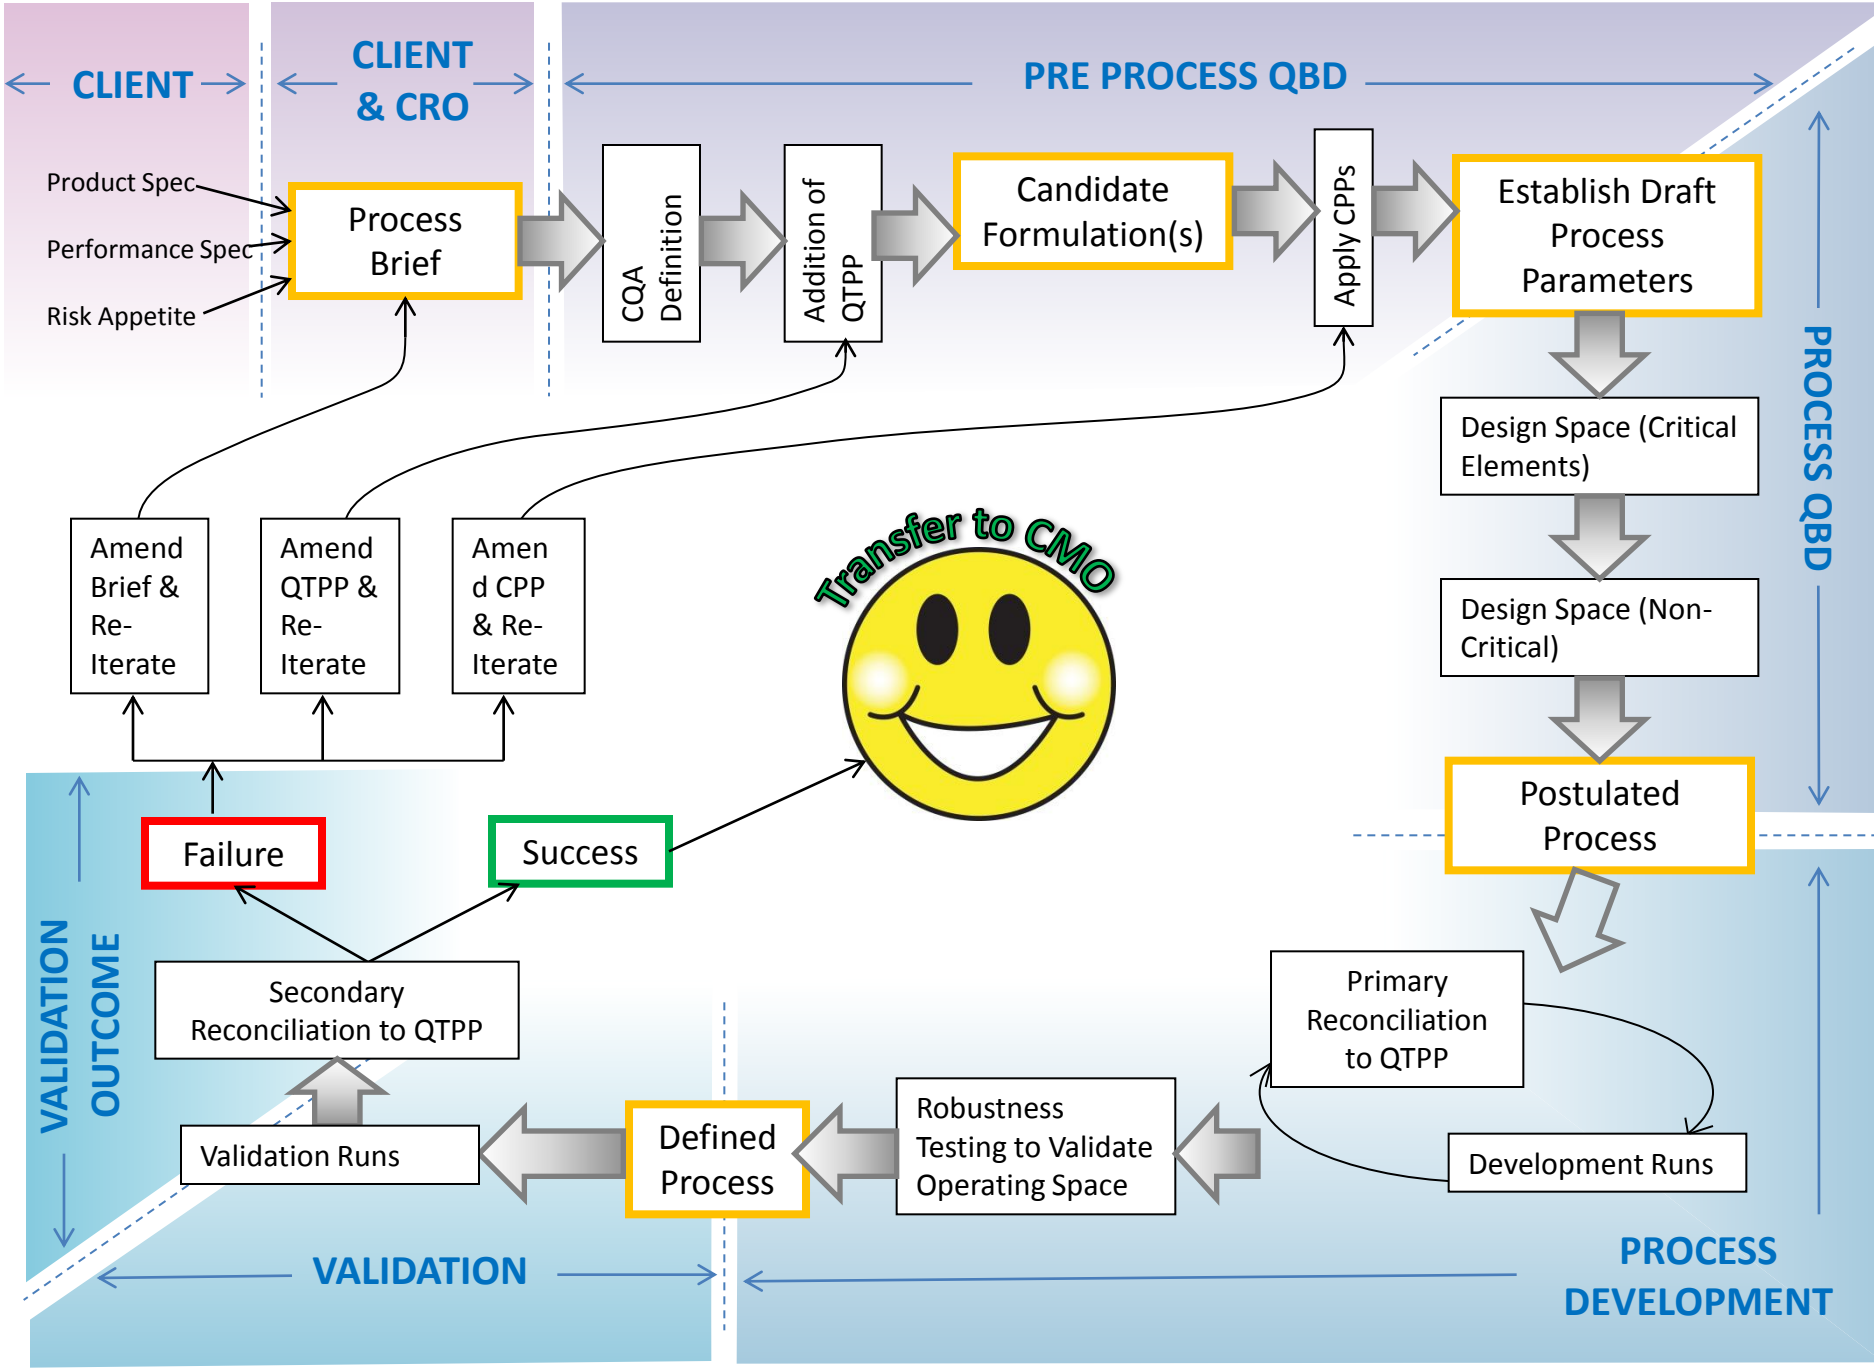 CLIENT
CLIENT
& CRO
PRE PROCESS QBD
Product Spec
Performance Spec
Risk Appetite
Process
Brief
CQA
Definition
Addition of
QTPP
Candidate
Formulation(s)
Apply CPPs
Establish Draft
Process
Parameters
PROCESS QBD
Design Space (Critical
Elements)
Design Space (Non-
Critical)
Postulated
Process
Amend
Brief &
Re-
Iterate
Amend
QTPP &
Re-
Iterate
Amen
d CPP
& Re-
Iterate
Transfer to CMO
Failure
Success
VALIDATION
OUTCOME
Secondary
Reconciliation to QTPP
Validation Runs
Defined
Process
Robustness
Testing to Validate
Operating Space
Primary
Reconciliation
to QTPP
Development Runs
VALIDATION
PROCESS
DEVELOPMENT